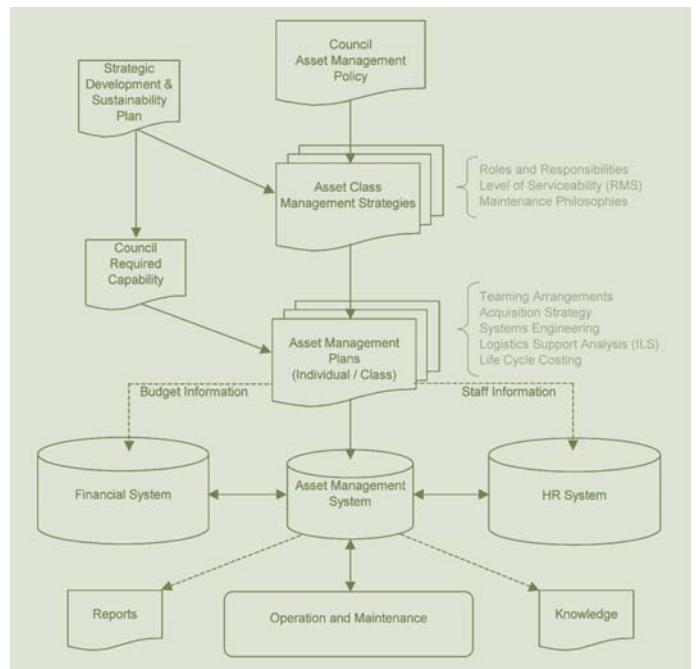 Council
Asset Management
Policy
Strategic
Development &
Sustainability
Plan
Asset Class
Management Strategies
Roles and Responsibilities
Level of Serviceability (RMS)
Maintenance Philosophies
Council
Required
Capability
Asset Management
Plans
(Individual / Class)
Teaming Arrangements
Acquisition Strategy
Systems Engineering
Logistics Support Analysis (ILS)
Life Cycle Costing
Budget Information
Staff Information
Financial System
Asset Management
System
HR System
Reports
Operation and Maintenance
Knowledge